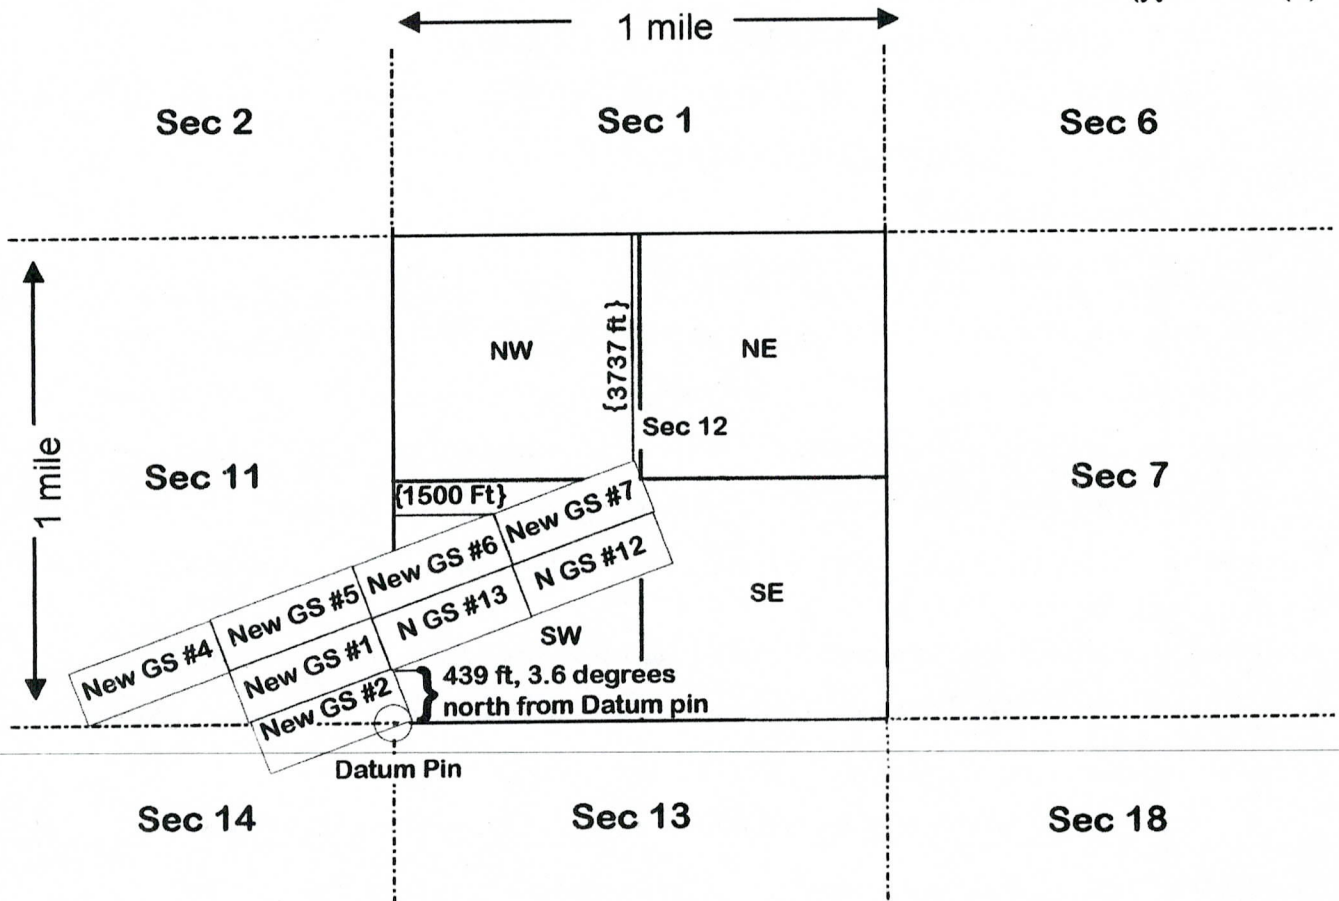 1 mile
Sec 2
Sec 1
Sec 6
1 mile
NW
{3737 ft}
NE
Sec 12
Sec 11
Sec 7
{1500 Ft}
New GS #7
New GS #6
N GS #12
New GS #5
N GS #13
SE
New GS #4
New GS #1
SW
New GS #2
439 ft, 3.6 degrees
north from Datum pin
Datum Pin
Sec 14
Sec 13
Sec 18